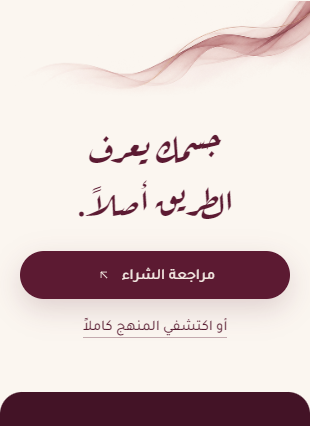 جسمك يعرف
الطريق أصلاً.
مراجعة الشراء
أو اكتشفي المنهج كاملاً